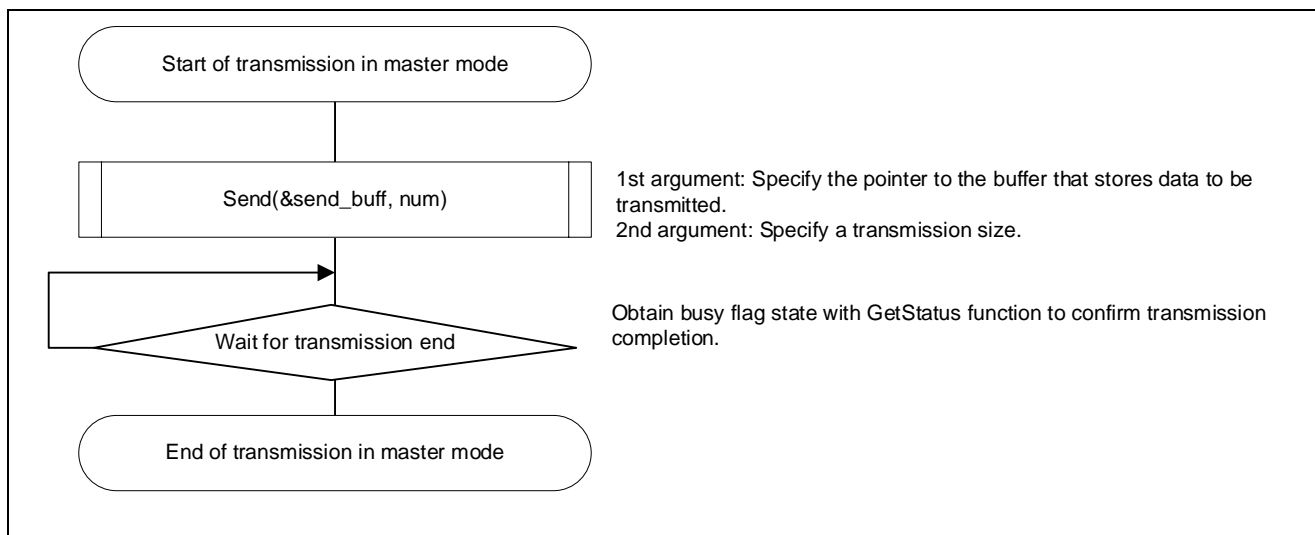 Start of transmission in master mode
Send(&send_buff, num)
1st argument: Specify the pointer to the buffer that stores data to be
transmitted.
2nd argument: Specify a transmission size.
Wait for transmission end
Obtain busy flag state with GetStatus function to confirm transmission
completion.
End of transmission in master mode